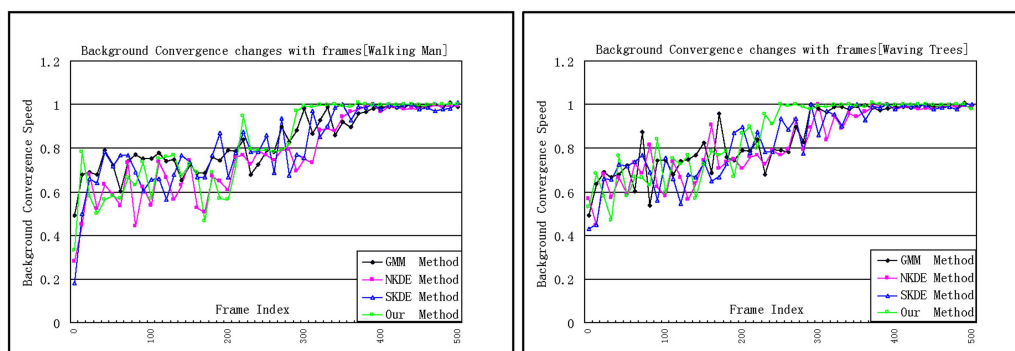 Background Convergence changes with frames[Walking Man]
Background Convergence Speed
1.2
1
0.8
0.6
0.4
0.2
0
GMM Method
NKDE Method
SKDE Method
Our Method
0
100
200
300
400
500
Frame Index
Background Convergence changes with frames[Waving Trees]
Background Convergence Speed
1.2
1
0.8
0.6
0.4
0.2
0
GMM Method
NKDE Method
SKDE Method
Our Method
0
100
200
300
400
500
Frame Index